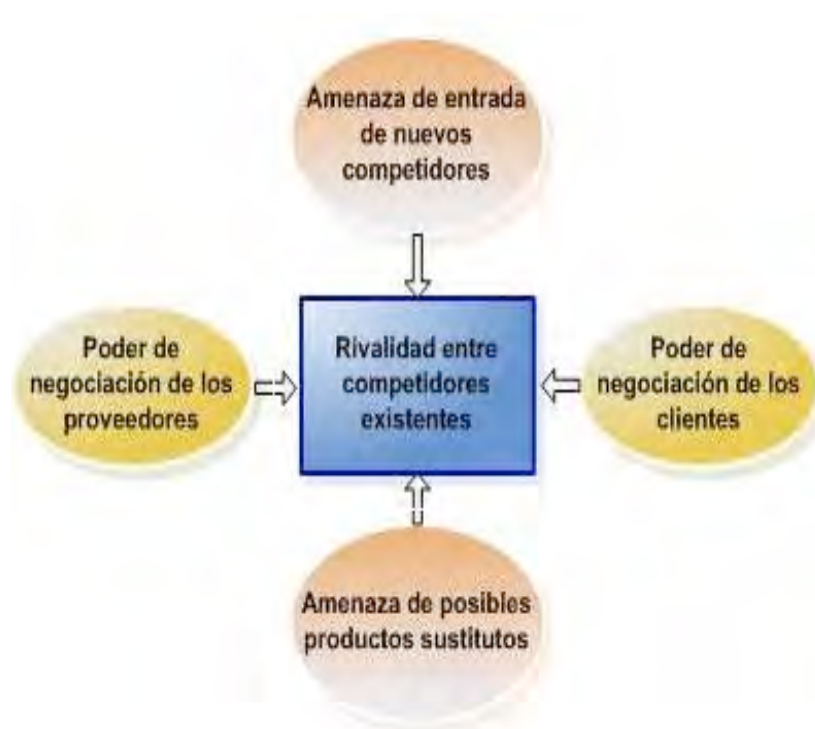 Amenaza de entrada
de nuevos
competidores
Poder de
negociación de los
proveedores
Rivalidad entre
competidores
existentes
Poder de
negociación de los
clientes
Amenaza de posibles
productos sustitutos